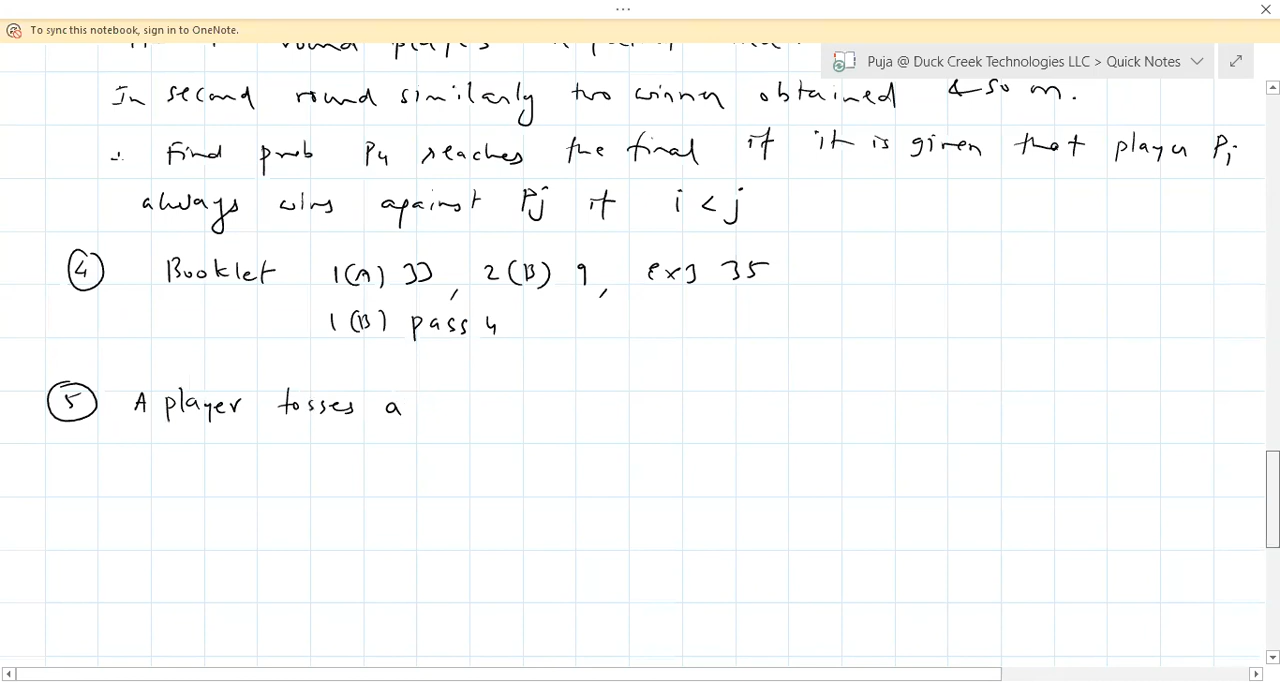 To sync this notebook, sign in to OneNote.
round
Puja @ Duck Creek Technologies LLC > Quick Notes
In second round similarly two winner obtained & so on.
∴ Find prob P4 reaches the final if it is given that player Pi
always wins against Pj if i < j
④ Booklet 1(A) 33, 2(B) 9, ex3 35
1(B) pass 4
⑤ A player tosses a